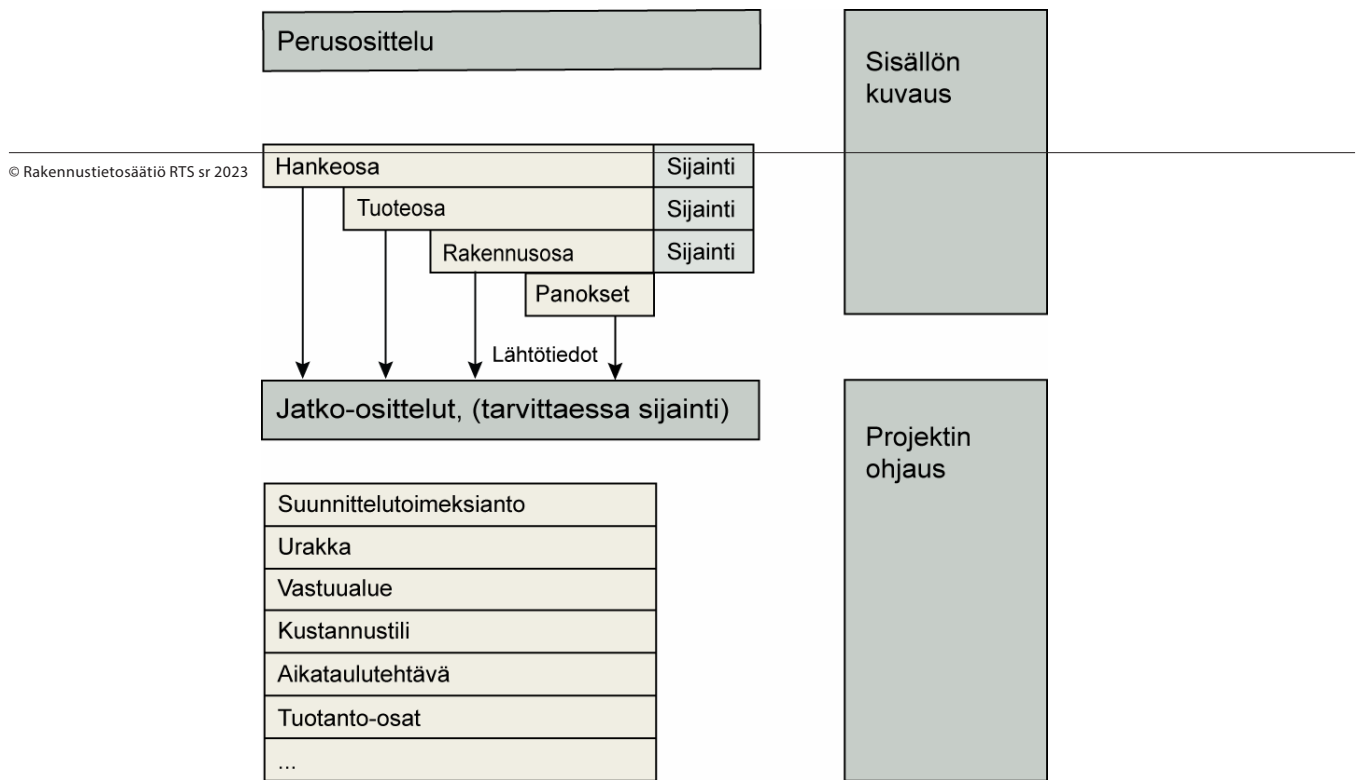 Perusosittelu
Sisällön
kuvaus
© Rakennustietosäätiö RTS sr 2023
Hankeosa
Sijainti
Tuoteosa
Sijainti
Rakennusosa
Sijainti
Panokset
Lähtötiedot
Jatko-osittelut, (tarvittaessa sijainti)
Projektin
ohjaus
Suunnittelutoimeksianto
Urakka
Vastuualue
Kustannustili
Aikataulutehtävä
Tuotanto-osat
...